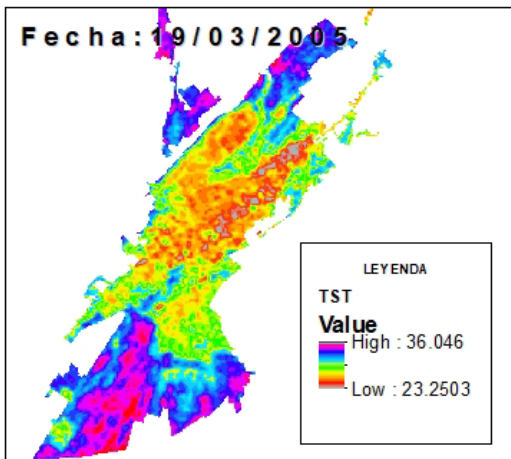 Fecha:19/03/2005
LEYENDA
TST
Value
High : 36.046
Low : 23.2503